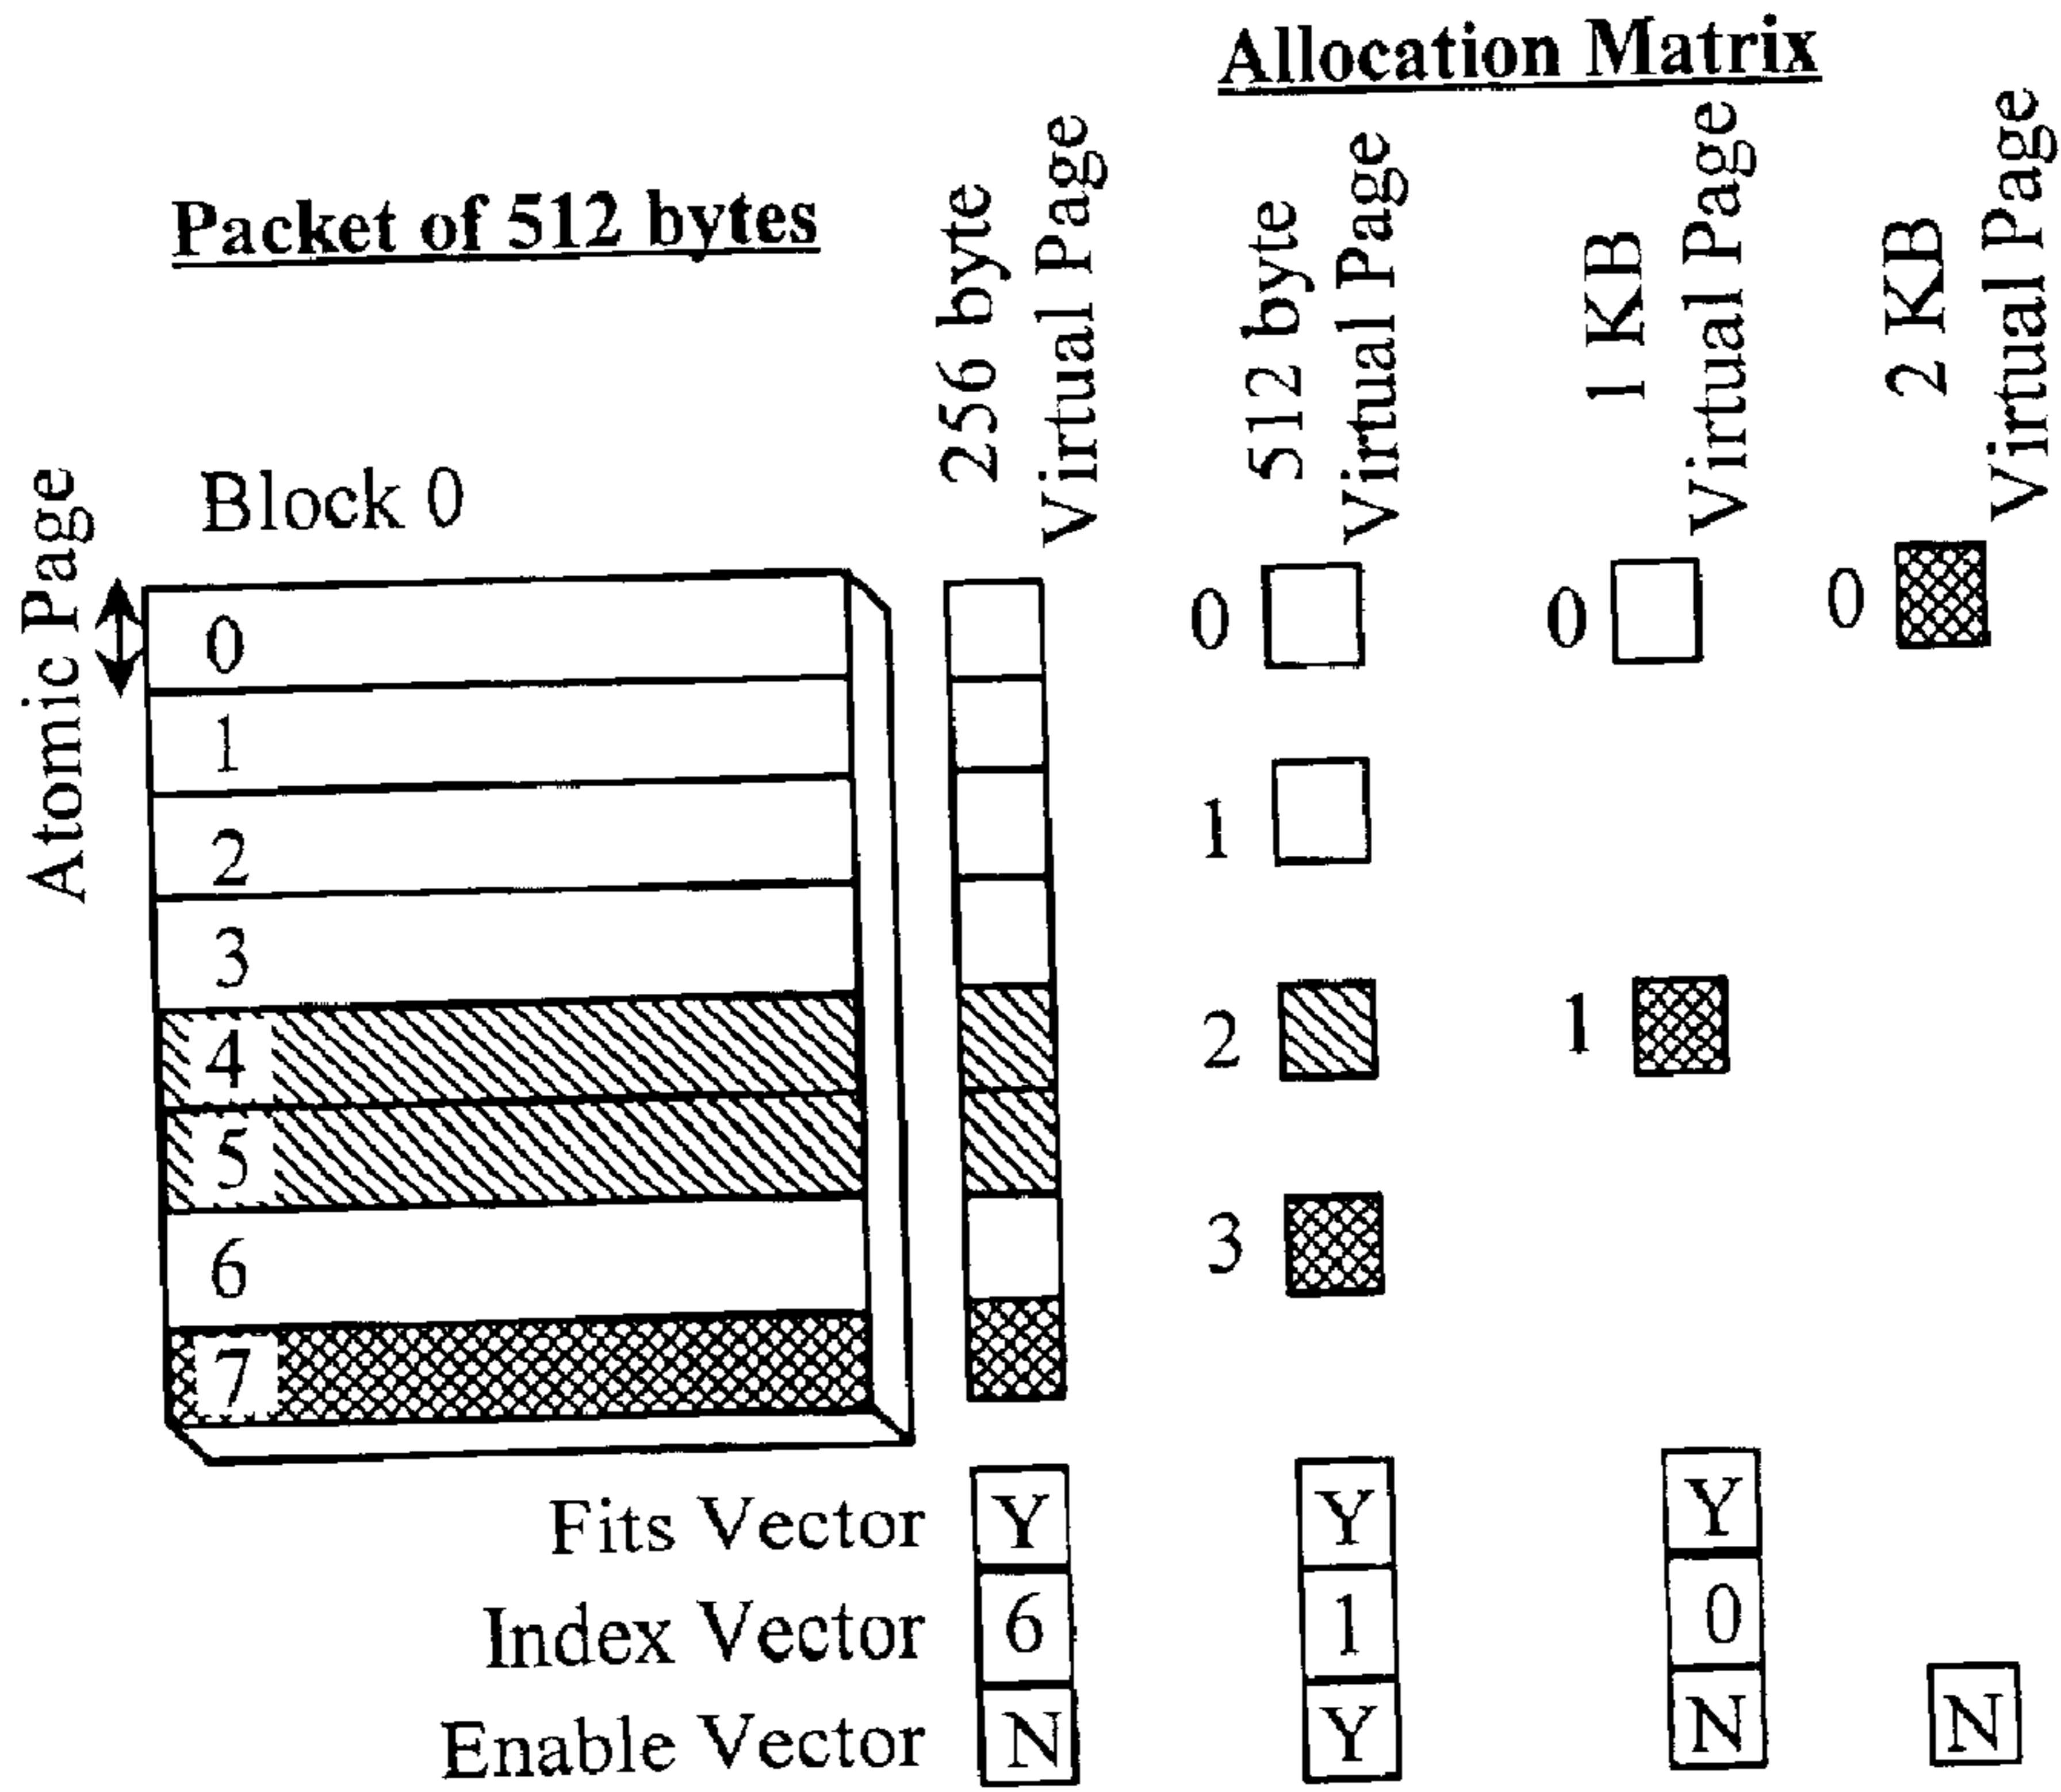 Allocation Matrix
Packet of 512 bytes
256 byte
Virtual Page
512 byte
Virtual Page
1 KB
Virtual Page
2 KB
Virtual Page
Atomic Page
Block 0
0
1
2
3
4
5
6
7
0
1
2
3
0
1
0
Fits Vector Y Y Y
Index Vector 6 1 0
Enable Vector N Y N N